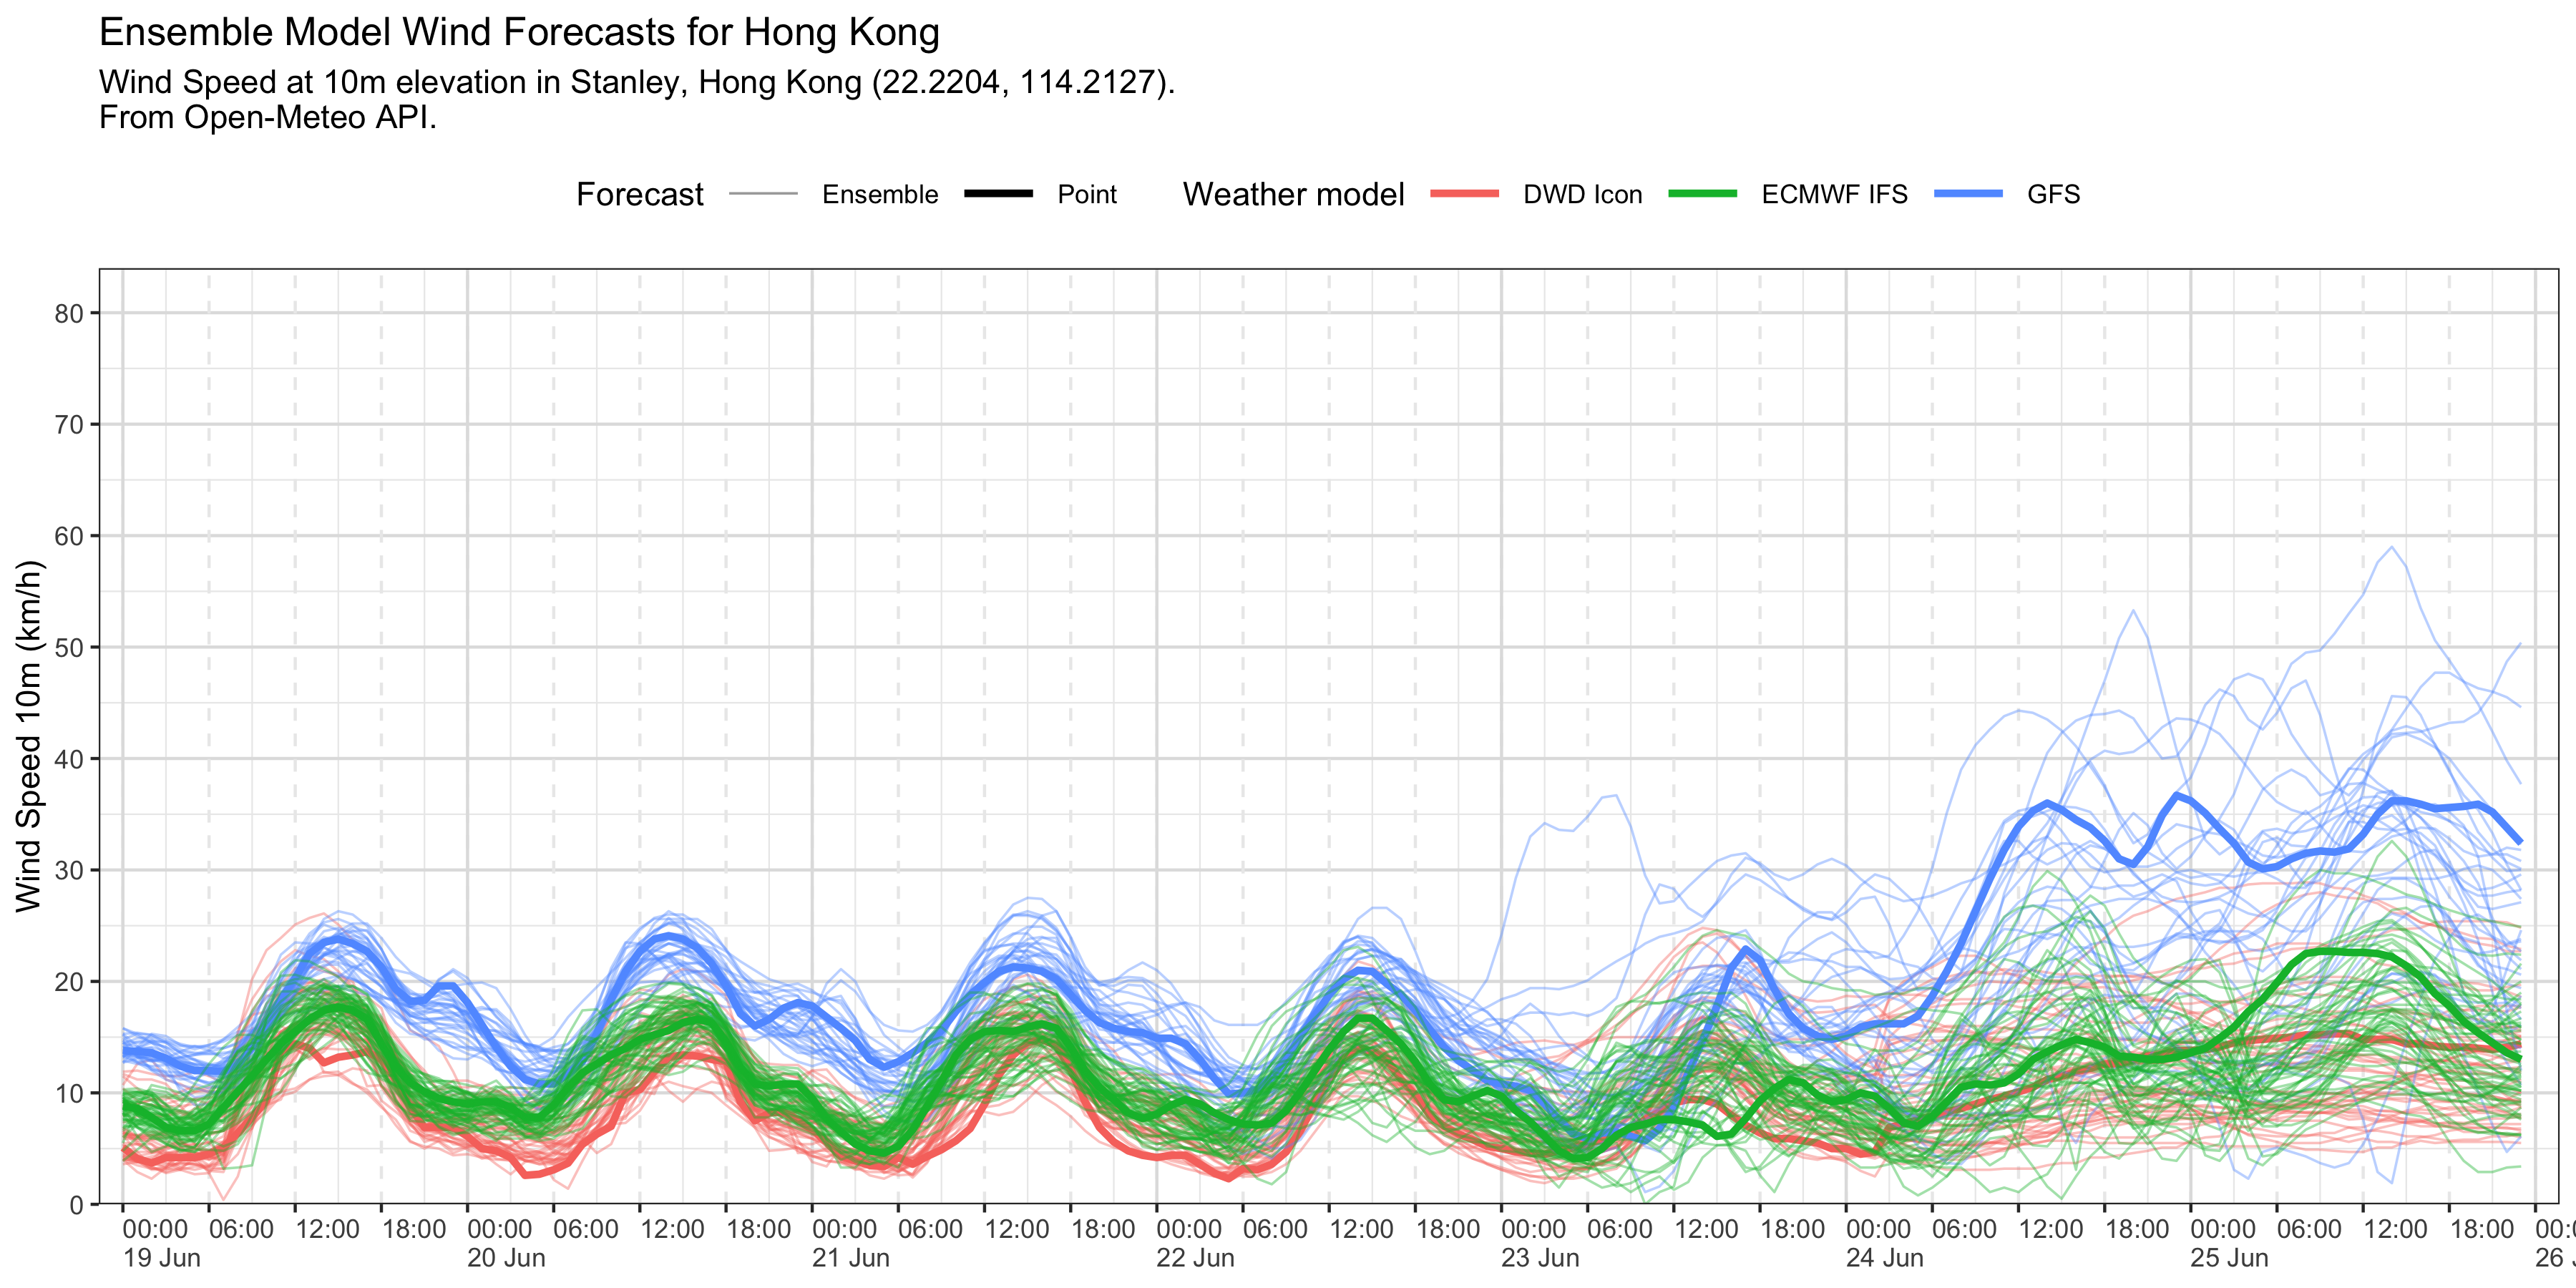 Ensemble Model Wind Forecasts for Hong Kong
Wind Speed at 10m elevation in Stanley, Hong Kong (22.2204, 114.2127).
From Open-Meteo API.
Forecast Ensemble Point Weather model DWD Icon ECMWF IFS GFS
Wind Speed 10m (km/h)
80
70
60
50
40
30
20
10
0
00:00 06:00 12:00 18:00 00:00 06:00 12:00 18:00 00:00 06:00 12:00 18:00 00:00 06:00 12:00 18:00 00:00 06:00 12:00 18:00 00:00 06:00 12:00 18:00 00:00 06:00 12:00 18:00
19 Jun 20 Jun 21 Jun 22 Jun 23 Jun 24 Jun 25 Jun 26